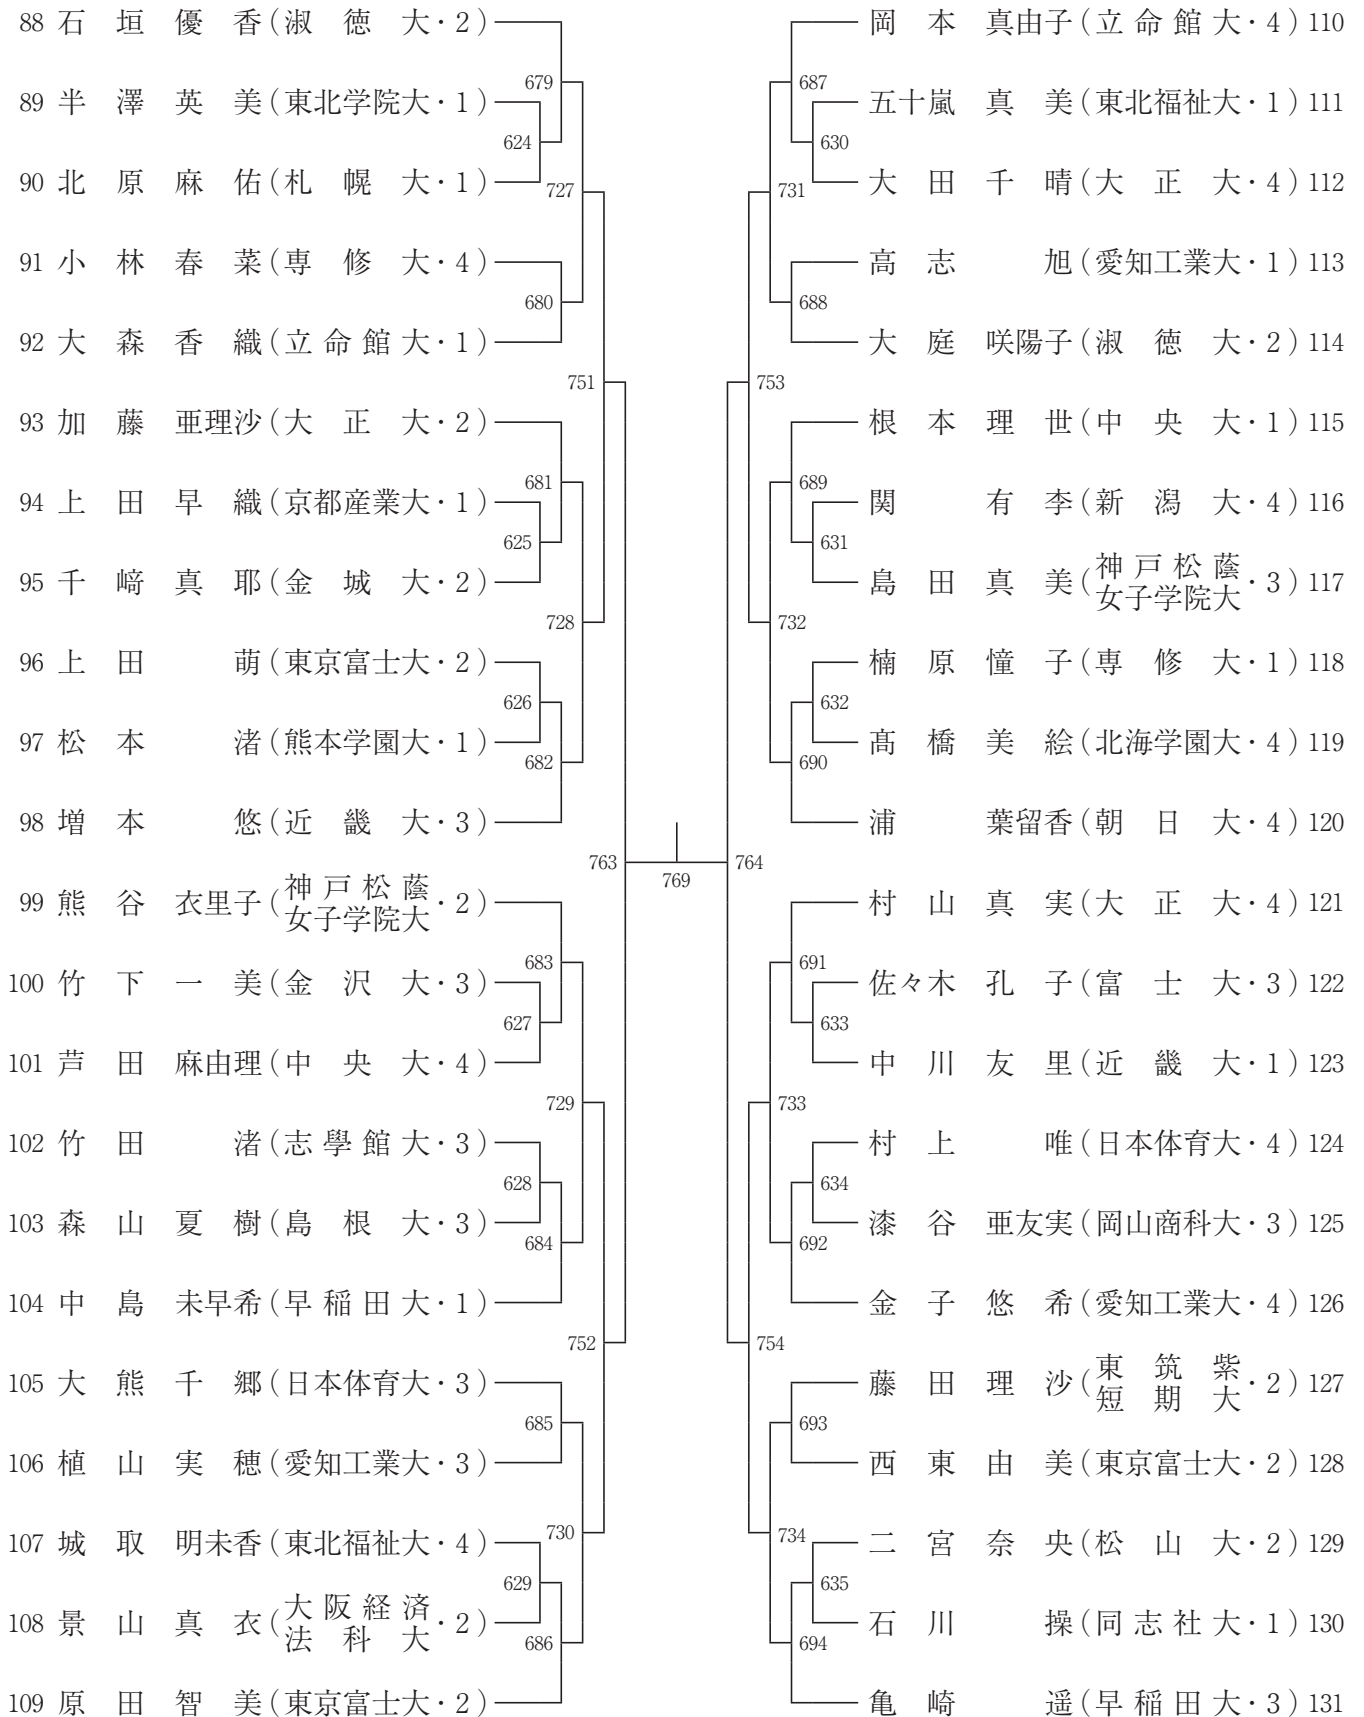 88 石垣優香(淑徳大・2)
679
89 半澤英美(東北学院大・1)
624
90 北原麻佑(札幌大・1)
727
91 小林春菜(専修大・4)
680
92 大森香織(立命館大・1)
751
93 加藤亜理沙(大正大・2)
681
94 上田早織(京都産業大・1)
625
95 千﨑真耶(金城大・2)
728
96 上田萌(東京富士大・2)
626
97 松本渚(熊本学園大・1)
682
98 増本悠(近畿大・3)
763
99 熊谷衣里子(神戸松蔭女子学院大・2)
683
100 竹下一美(金沢大・3)
627
101 芦田麻由理(中央大・4)
729
102 竹田渚(志學館大・3)
628
103 森山夏樹(島根大・3)
684
104 中島未早希(早稲田大・1)
752
105 大熊千郷(日本体育大・3)
685
106 植山実穂(愛知工業大・3)
730
107 城取明未香(東北福祉大・4)
629
108 景山真衣(大阪経済法科大・2)
686
109 原田智美(東京富士大・2)
769
岡本真由子(立命館大・4) 110
687
五十嵐真美(東北福祉大・1) 111
630
大田千晴(大正大・4) 112
731
高志旭(愛知工業大・1) 113
688
大庭咲陽子(淑徳大・2) 114
753
根本理世(中央大・1) 115
689
関有李(新潟大・4) 116
631
島田真美(神戸松蔭女子学院大・3) 117
732
楠原憧子(専修大・1) 118
632
髙橋美絵(北海学園大・4) 119
690
浦葉留香(朝日大・4) 120
764
村山真実(大正大・4) 121
691
佐々木孔子(富士大・3) 122
633
中川友里(近畿大・1) 123
733
村上唯(日本体育大・4) 124
634
漆谷亜友実(岡山商科大・3) 125
692
金子悠希(愛知工業大・4) 126
754
藤田理沙(東筑紫短期大・2) 127
693
西東由美(東京富士大・2) 128
734
二宮奈央(松山大・2) 129
635
石川操(同志社大・1) 130
694
亀崎遥(早稲田大・3) 131